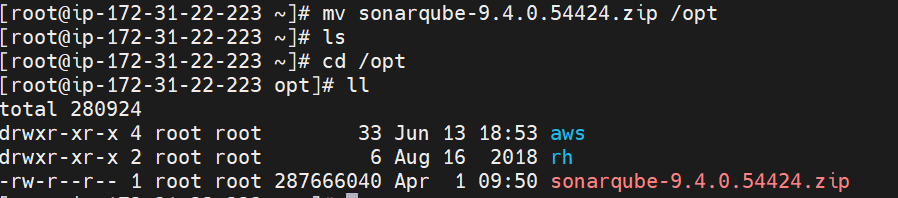 [root@ip-172-31-22-223 ~]# mv sonarqube-9.4.0.54424.zip /opt
[root@ip-172-31-22-223 ~]# ls
[root@ip-172-31-22-223 ~]# cd /opt
[root@ip-172-31-22-223 opt]# ll
total 280924
drwxr-xr-x 4 root root        33 Jun 13 18:53 aws
drwxr-xr-x 2 root root         6 Aug 16  2018 rh
-rw-r--r-- 1 root root 287666040 Apr  1 09:50 sonarqube-9.4.0.54424.zip